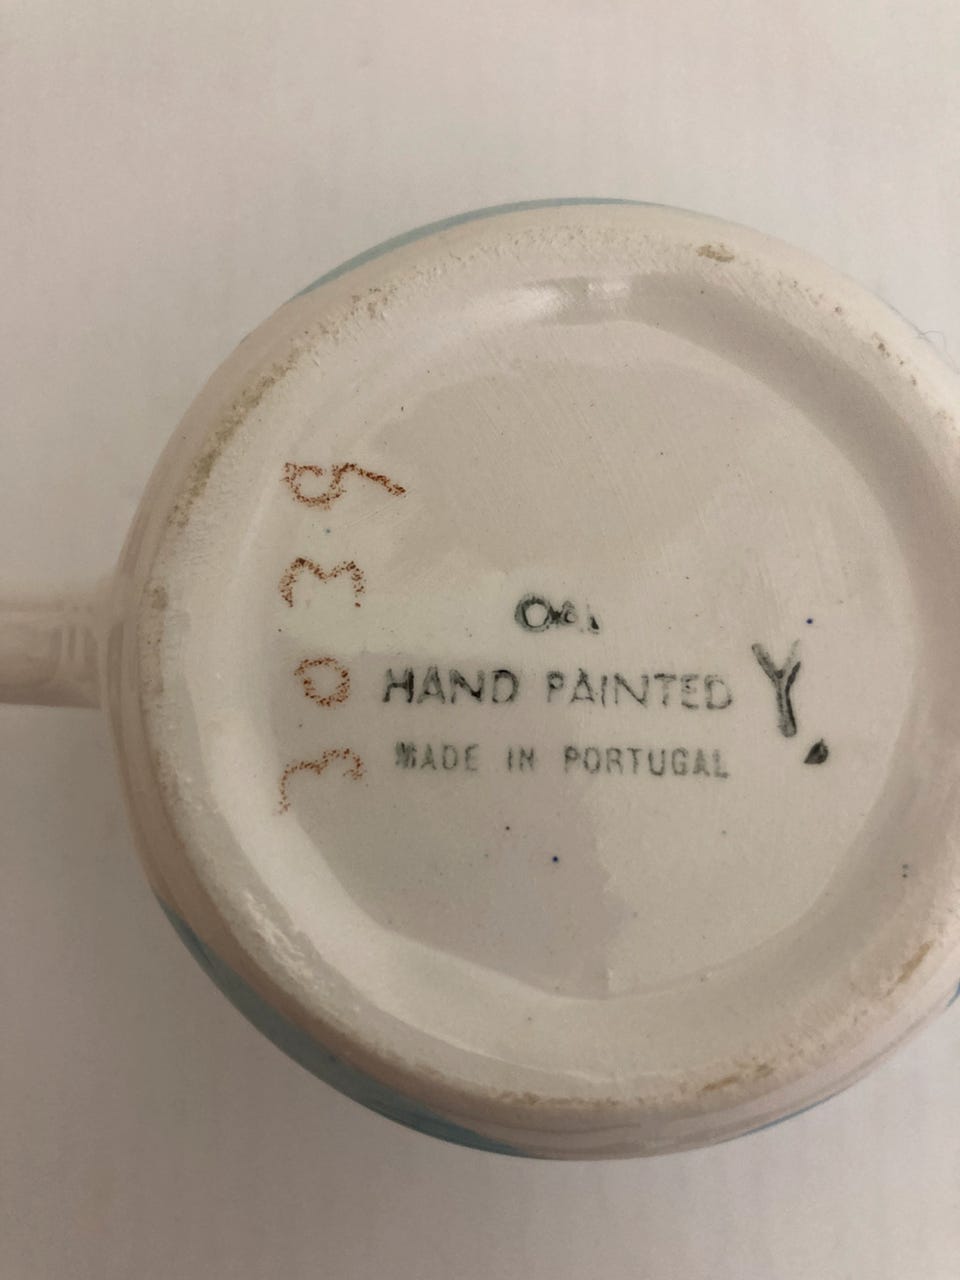 3039
HAND PAINTED Y.
MADE IN PORTUGAL